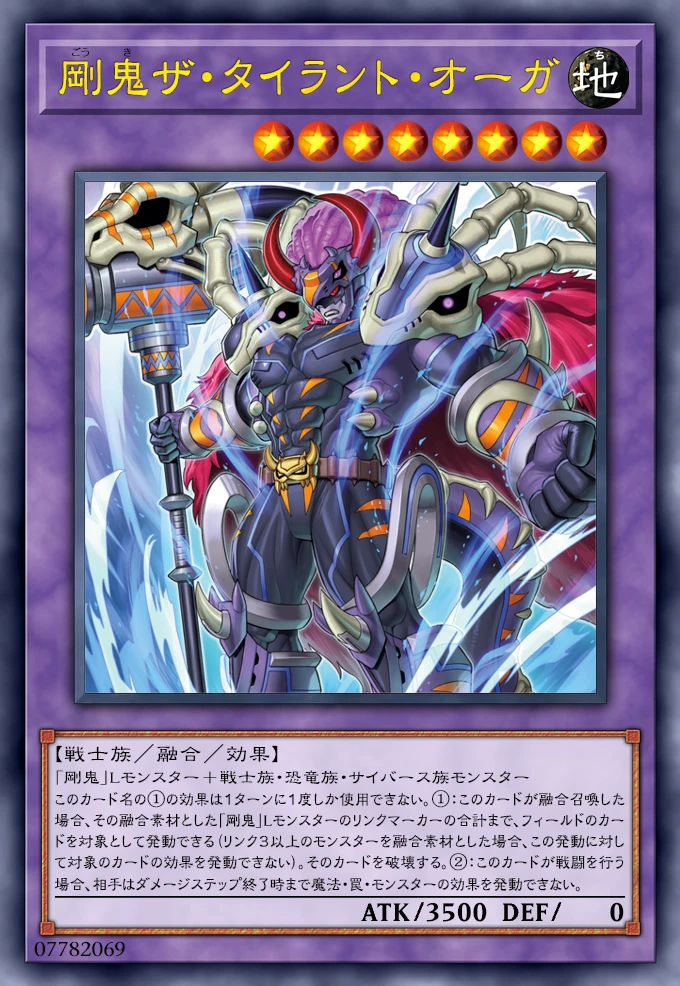 剛鬼ザ・タイラント・オーガ
地
【戦士族／融合／効果】
「剛鬼」Lモンスター＋戦士族・恐竜族・サイバース族モンスター
このカード名の①の効果は1ターンに1度しか使用できない。①：このカードが融合召喚した
場合、その融合素材とした「剛鬼」Lモンスターのリンクマーカーの合計まで、フィールドのカー
ドを対象として発動できる（リンク3以上のモンスターを融合素材とした場合、この発動に対し
て対象のカードの効果を発動できない）。そのカードを破壊する。②：このカードが戦闘を行う
場合、相手はダメージステップ終了時まで魔法・罠・モンスターの効果を発動できない。
ATK/3500 DEF/ 0
07782069